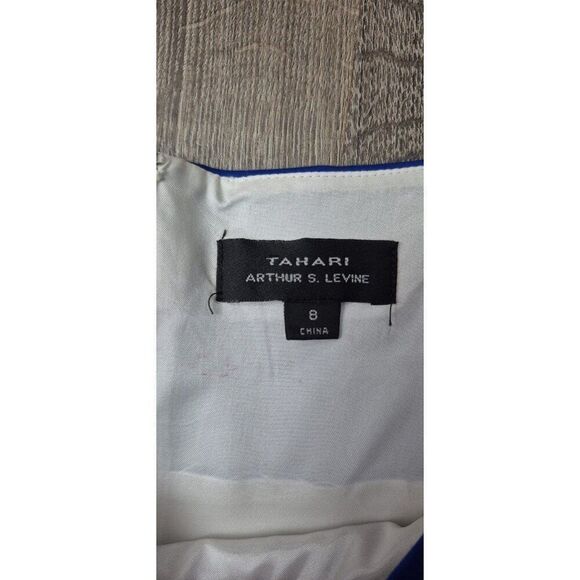 TAHARI
ARTHUR S. LEVINE
8
CHINA